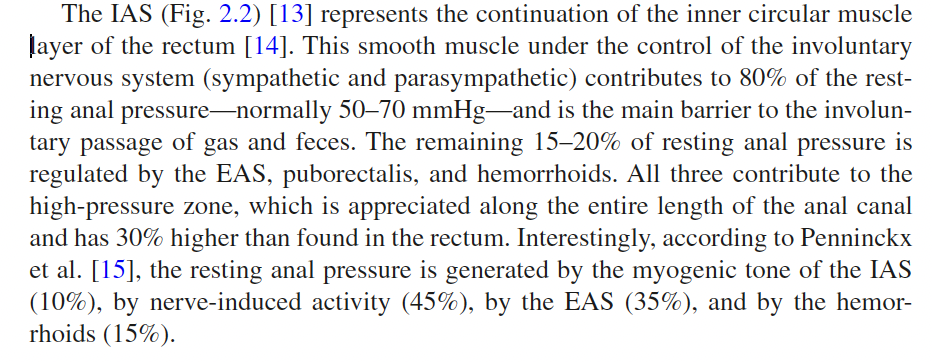 The IAS (Fig. 2.2) [13] represents the continuation of the inner circular muscle
layer of the rectum [14]. This smooth muscle under the control of the involuntary
nervous system (sympathetic and parasympathetic) contributes to 80% of the rest-
ing anal pressure—normally 50–70 mmHg—and is the main barrier to the involun-
tary passage of gas and feces. The remaining 15–20% of resting anal pressure is
regulated by the EAS, puborectalis, and hemorrhoids. All three contribute to the
high-pressure zone, which is appreciated along the entire length of the anal canal
and has 30% higher than found in the rectum. Interestingly, according to Penninckx
et al. [15], the resting anal pressure is generated by the myogenic tone of the IAS
(10%), by nerve-induced activity (45%), by the EAS (35%), and by the hemor-
rhoids (15%).